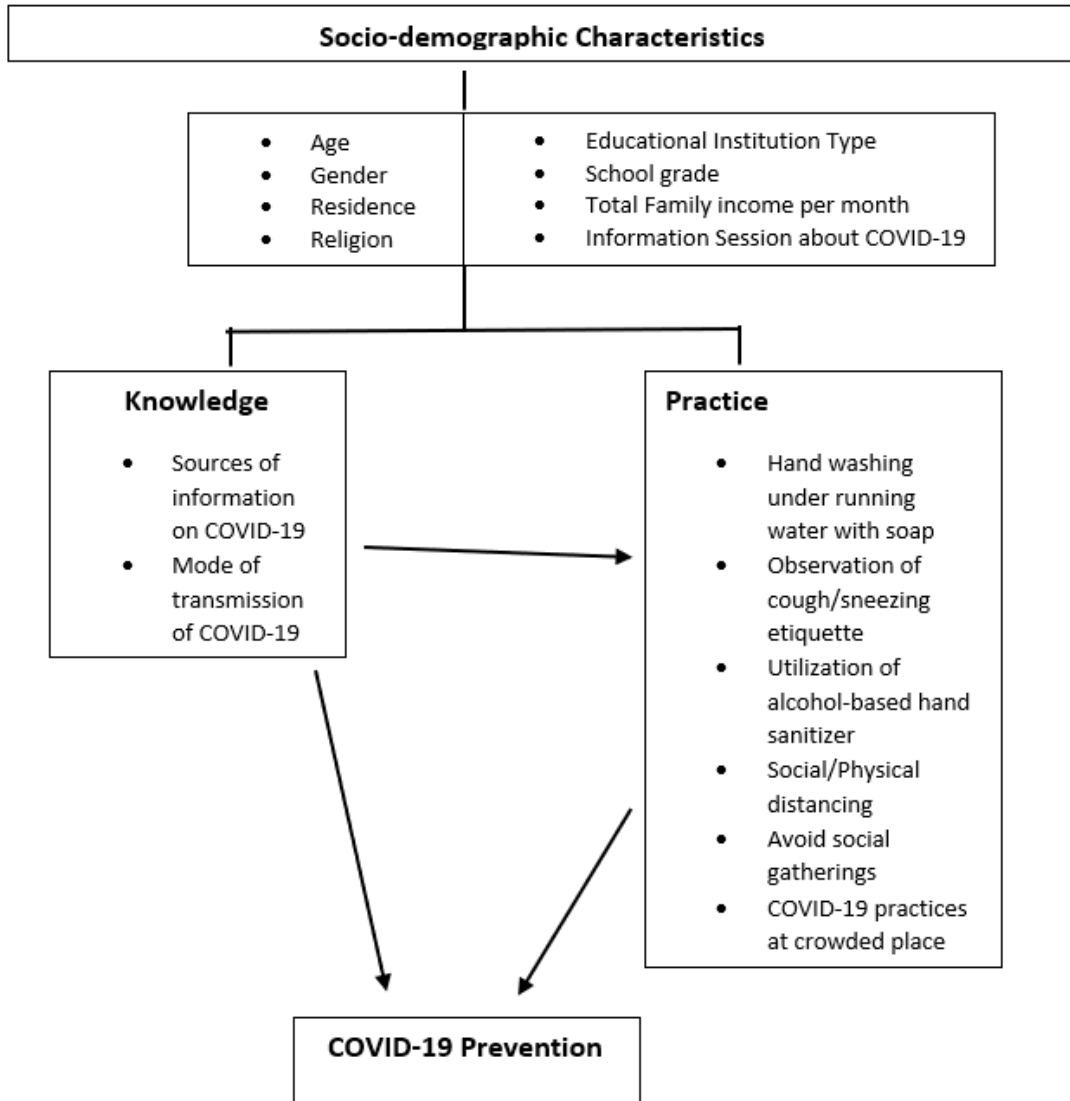 Socio-demographic Characteristics
• Age
• Gender
• Residence
• Religion
• Educational Institution Type
• School grade
• Total Family income per month
• Information Session about COVID-19
Knowledge
• Sources of
information
on COVID-19
• Mode of
transmission
of COVID-19
Practice
• Hand washing
under running
water with soap
• Observation of
cough/sneezing
etiquette
• Utilization of
alcohol-based hand
sanitizer
• Social/Physical
distancing
• Avoid social
gatherings
• COVID-19 practices
at crowded place
COVID-19 Prevention